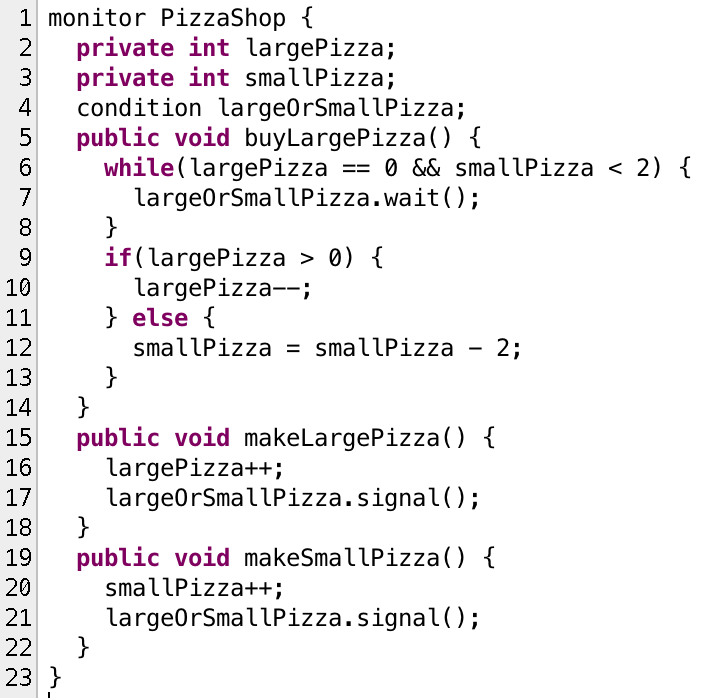 1 monitor PizzaShop {
2   private int largePizza;
3   private int smallPizza;
4   condition largeOrSmallPizza;
5   public void buyLargePizza() {
6     while(largePizza == 0 && smallPizza < 2) {
7       largeOrSmallPizza.wait();
8     }
9     if(largePizza > 0) {
10       largePizza--;
11     } else {
12       smallPizza = smallPizza - 2;
13     }
14   }
15   public void makeLargePizza() {
16     largePizza++;
17     largeOrSmallPizza.signal();
18   }
19   public void makeSmallPizza() {
20     smallPizza++;
21     largeOrSmallPizza.signal();
22   }
23 }